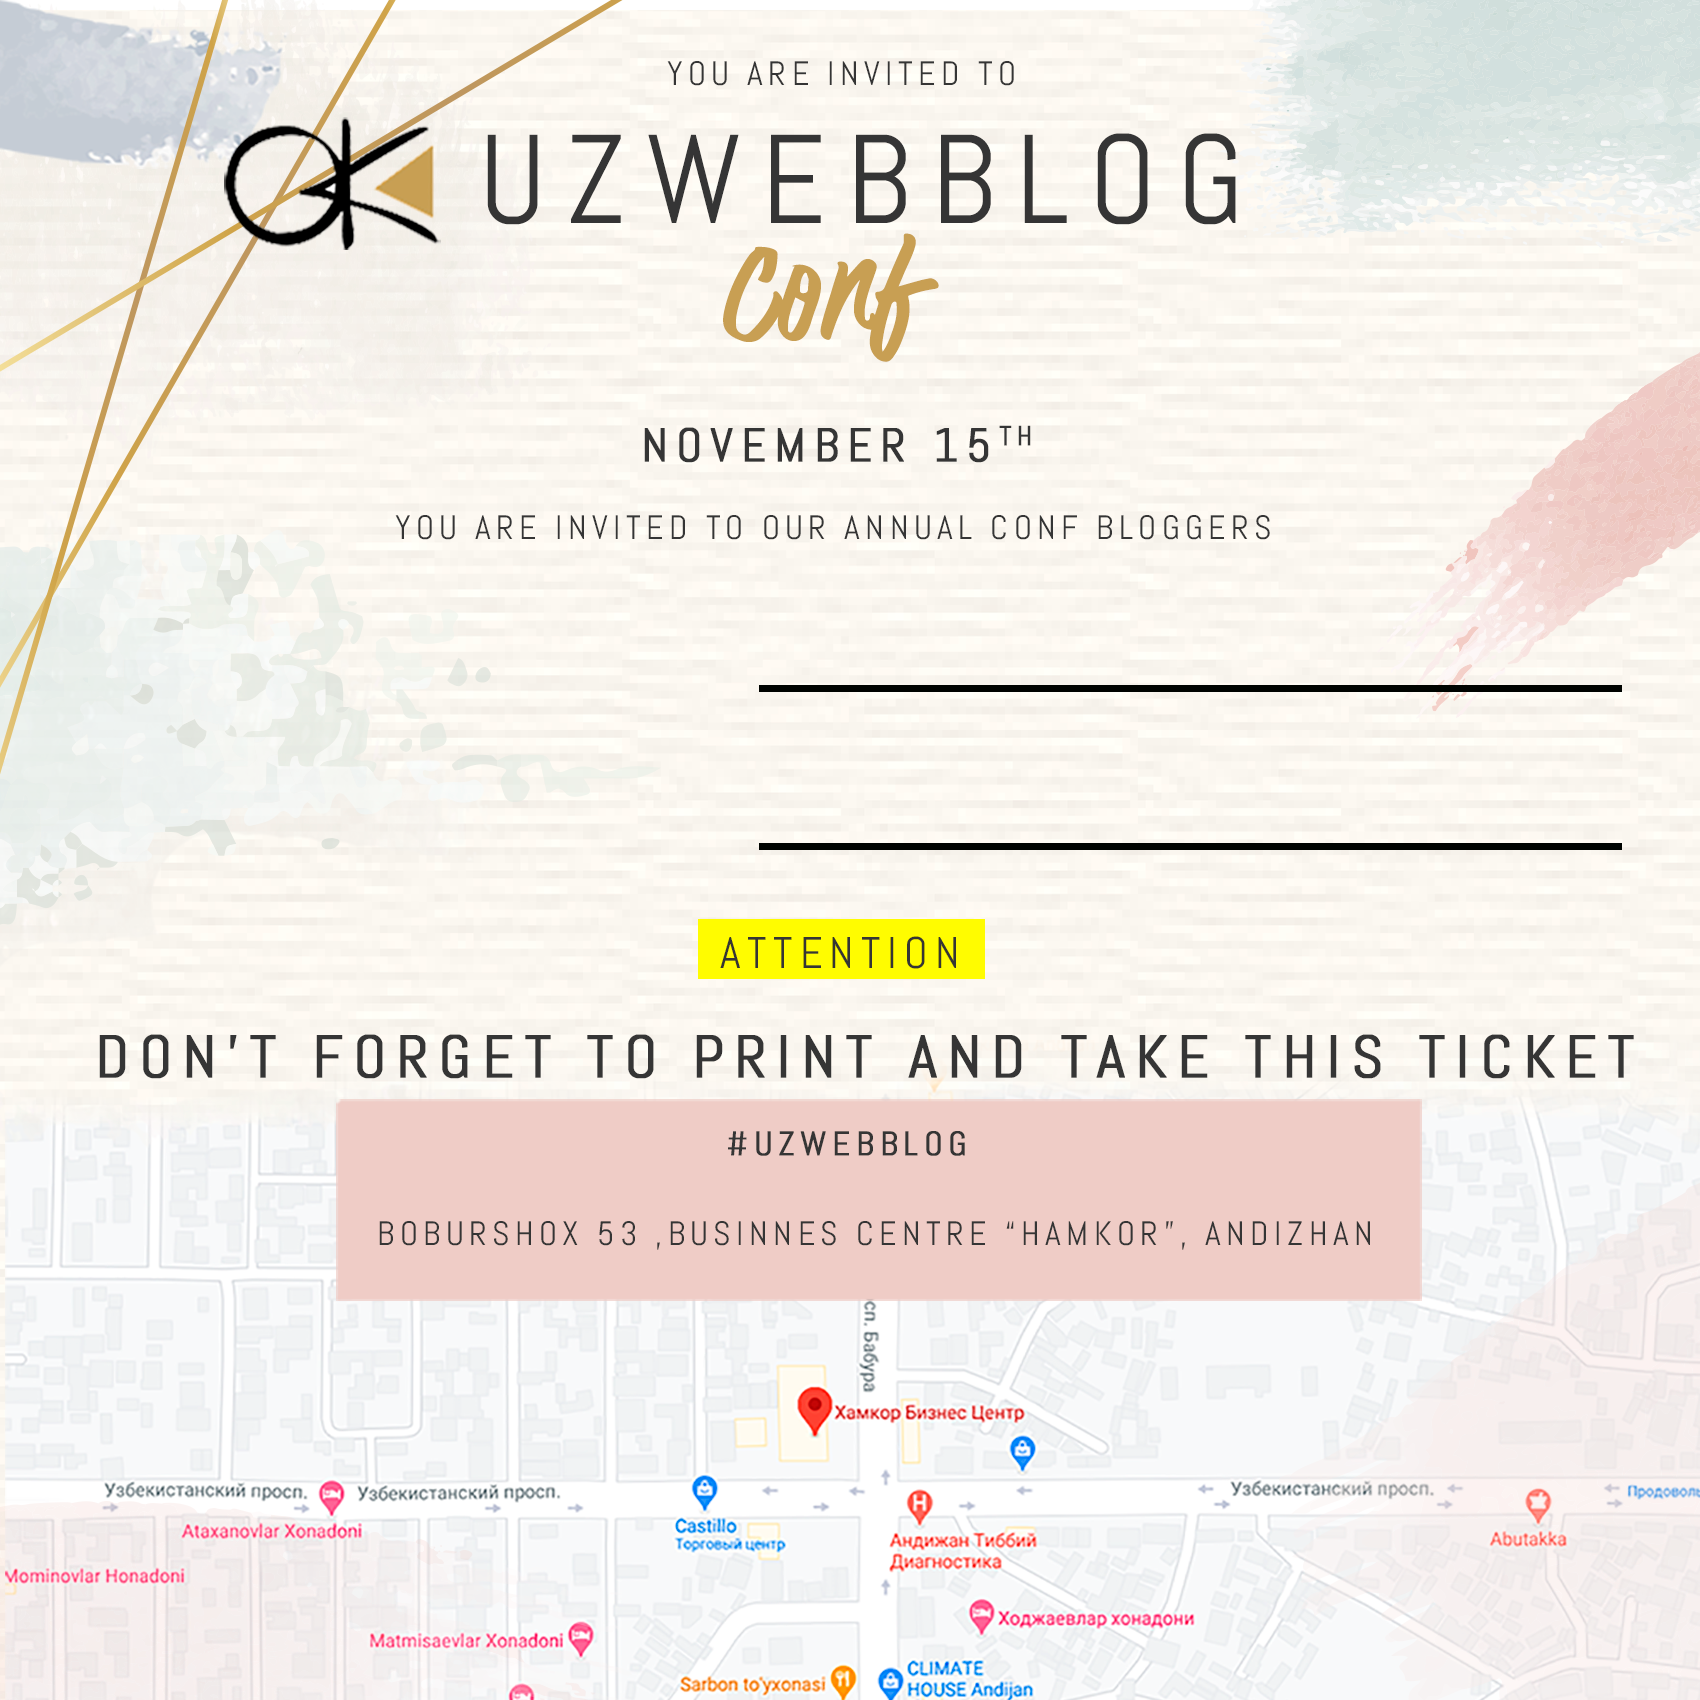 YOU ARE INVITED TO
UZWEBBLOG
Conf
NOVEMBER 15TH
YOU ARE INVITED TO OUR ANNUAL CONF BLOGGERS
ATTENTION
DON'T FORGET TO PRINT AND TAKE THIS TICKET
#UZWEBBLOG
BOBURSHOX 53 ,BUSINNES CENTRE “HAMKOR”, ANDIZHAN
сп. Бабура
Хамкор Бизнес Центр
Узбекистанский просп.
Узбекистанский просп.
Узбекистанский просп.
Ataxanovlar Xonadoni
Castillo
Торговый центр
Андижан Тиббий
Диагностика
Abutakka
Mominovlar Honadoni
Ходжаевлар хонадони
Matmisaevlar Xonadoni
Sarbon to'yxonasi
CLIMATE
HOUSE Andijan